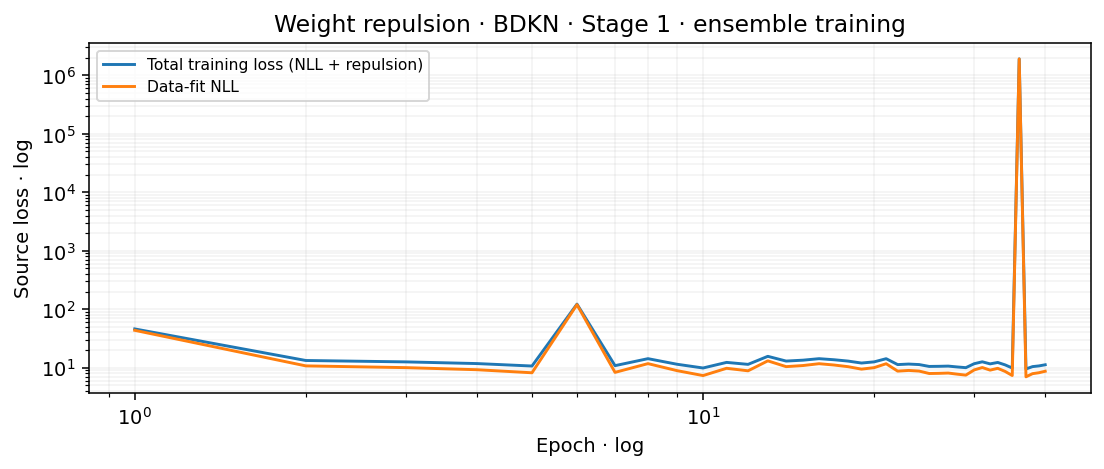 Weight repulsion · BDKN · Stage 1 · ensemble training
Total training loss (NLL + repulsion)
Data-fit NLL
Source loss · log
10⁶
10⁵
10⁴
10³
10²
10¹
10⁰ 10¹
Epoch · log